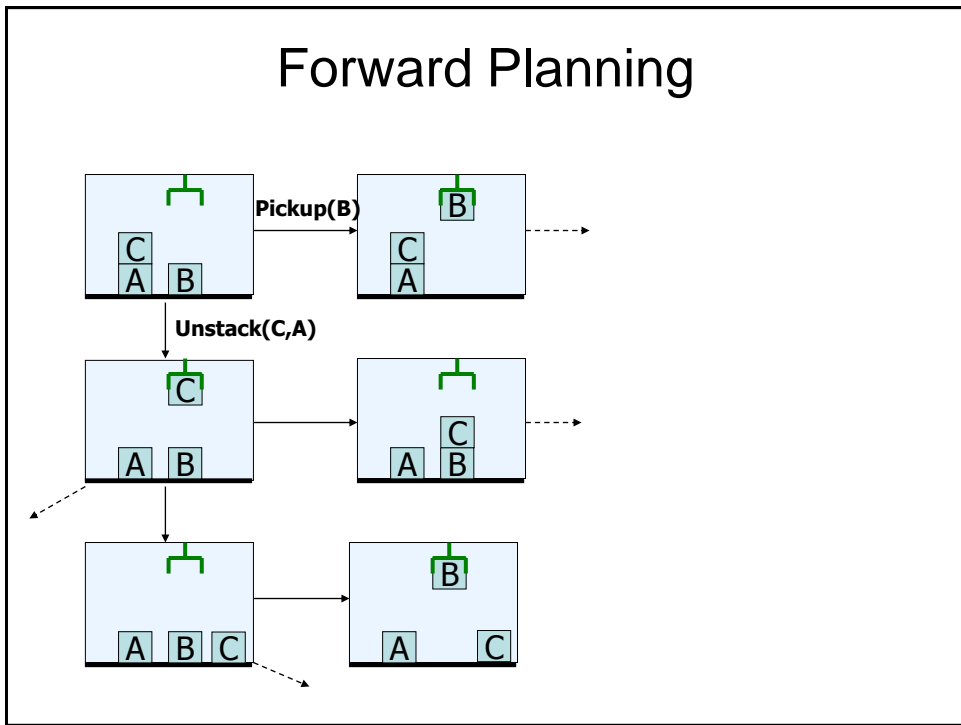 Forward Planning
Pickup(B)
B
C
C
A B
A
Unstack(C,A)
C
C
A B
A B
B
A B C
A C